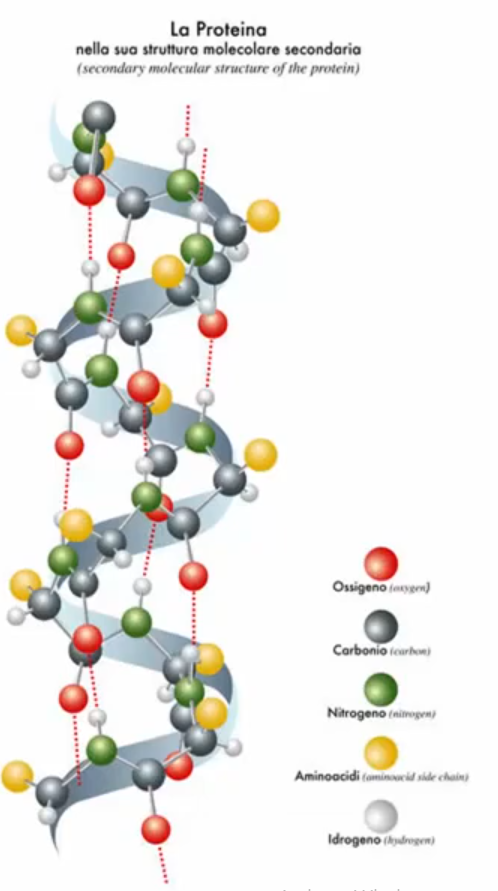 La Proteina
nella sua struttura molecolare secondaria
(secondary molecular structure of the protein)
Ossigeno (oxygen)
Carbonio (carbon)
Nitrogeno (nitrogen)
Aminoacidi (aminoacid side chain)
Idrogeno (hydrogen)